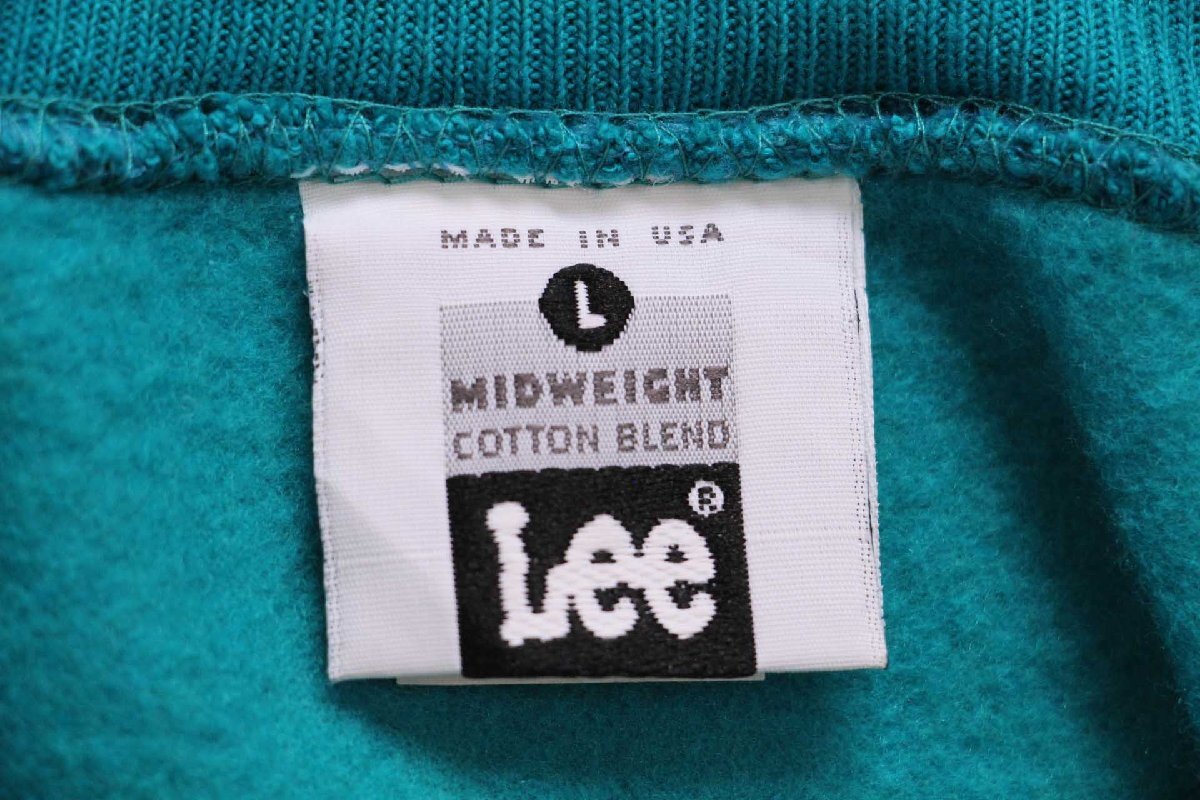 MADE IN USA
L
MIDWEIGHT
COTTON BLEND
Lee®